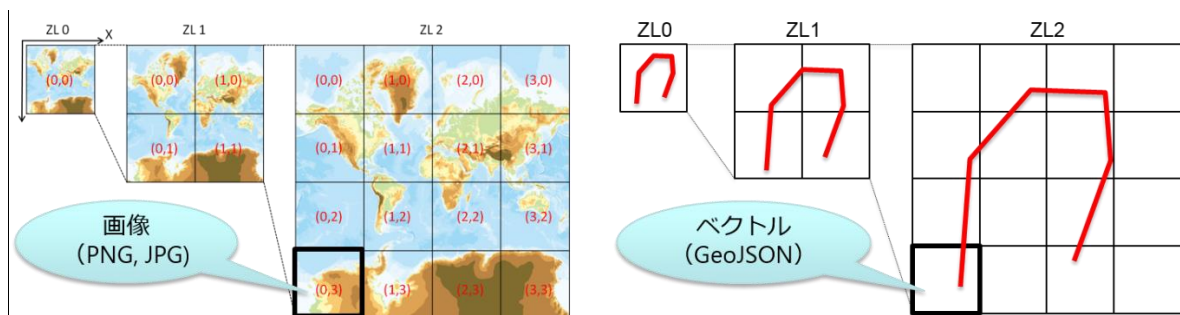 ZL 0
X
(0,0)
ZL 1
(0,0)
(1,0)
(0,1)
(1,1)
ZL 2
(0,0)
(1,0)
(2,0)
(3,0)
(0,1)
(1,1)
(2,1)
(3,1)
(0,2)
(1,2)
(2,2)
(3,2)
(0,3)
(1,3)
(2,3)
(3,3)
画像
(PNG, JPG)
ZL0
ZL1
ZL2
ベクトル
(GeoJSON)